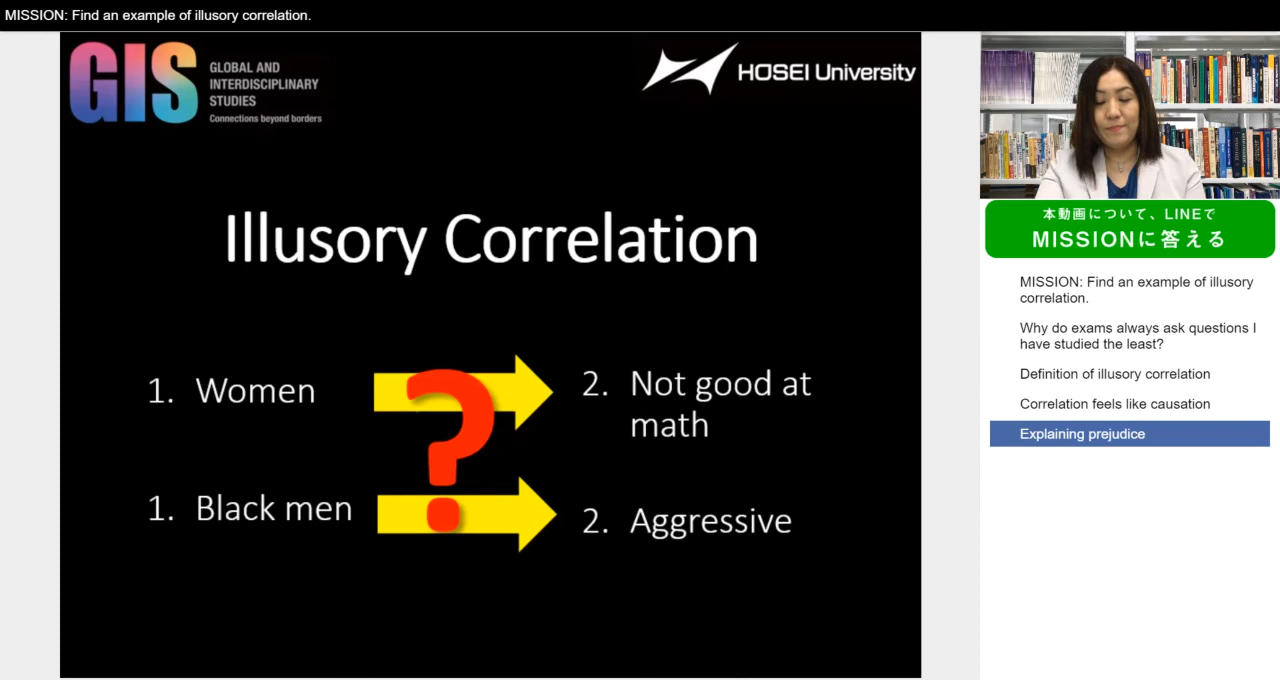 MISSION: Find an example of illusory correlation.
GIS
GLOBAL AND
INTERDISCIPLINARY
STUDIES
Connections beyond borders
HOSEI University
Illusory Correlation
1. Women
?
2. Not good at
math
1. Black men
2. Aggressive
本動画について、LINEで
MISSIONに答える
MISSION: Find an example of illusory
correlation.
Why do exams always ask questions I
have studied the least?
Definition of illusory correlation
Correlation feels like causation
Explaining prejudice